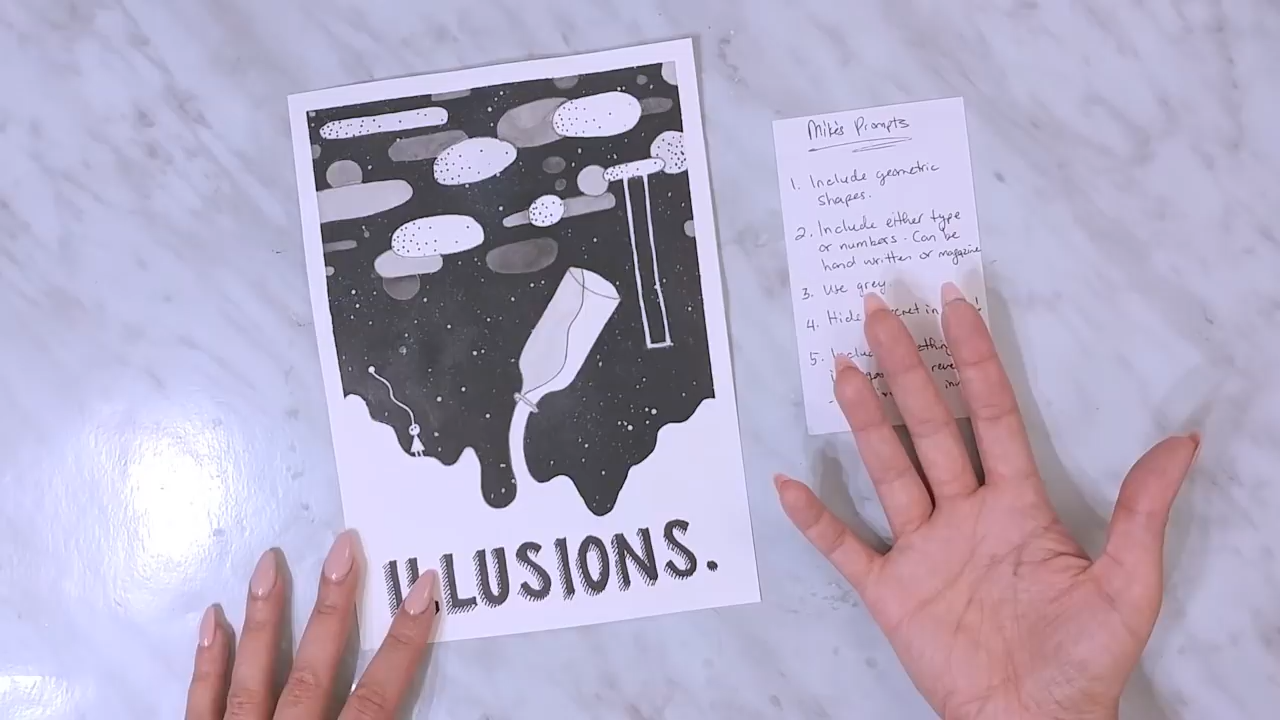 Mike's Prompts
1. Include geometric
shapes.
2. Include either type
or numbers. Can be
hand written or magazine
3. Use grey.
4. Hide in
5.
ILLUSIONS.